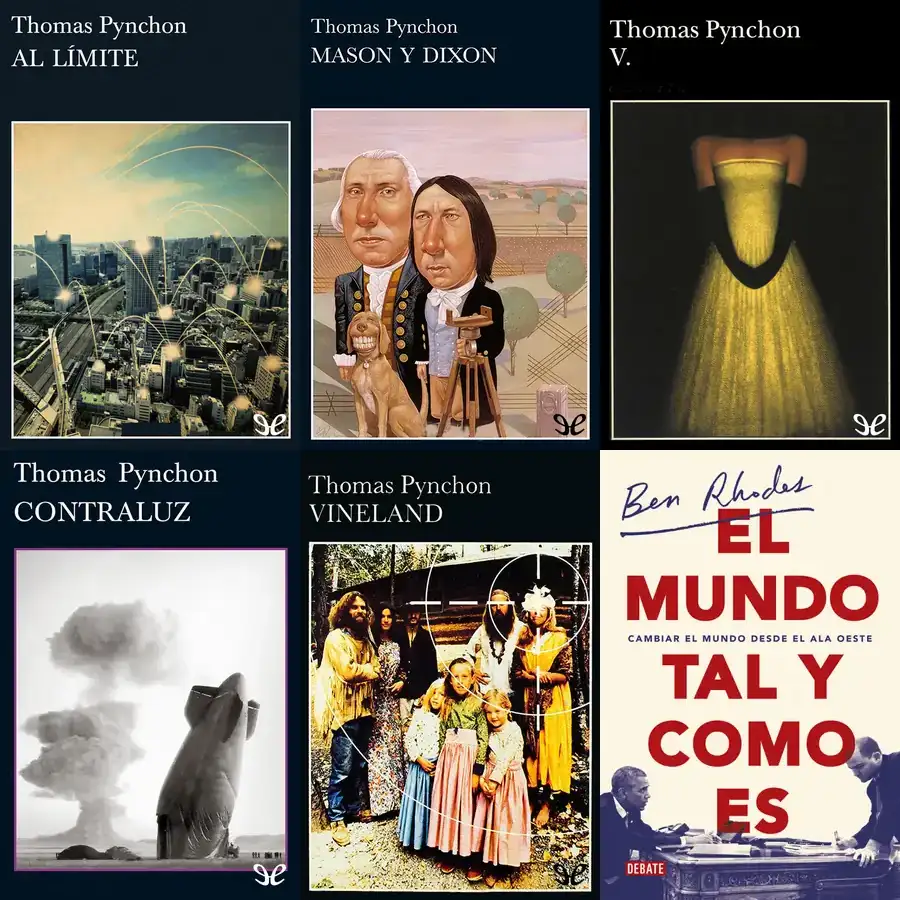 Thomas Pynchon
AL LÍMITE
Thomas Pynchon
MASON Y DIXON
Thomas Pynchon
V.
Thomas Pynchon
CONTRALUZ
Thomas Pynchon
VINELAND
Ben Rhodes
EL
MUNDO
CAMBIAR EL MUNDO DESDE EL ALA OESTE
TAL Y
COMO
ES
DEBATE